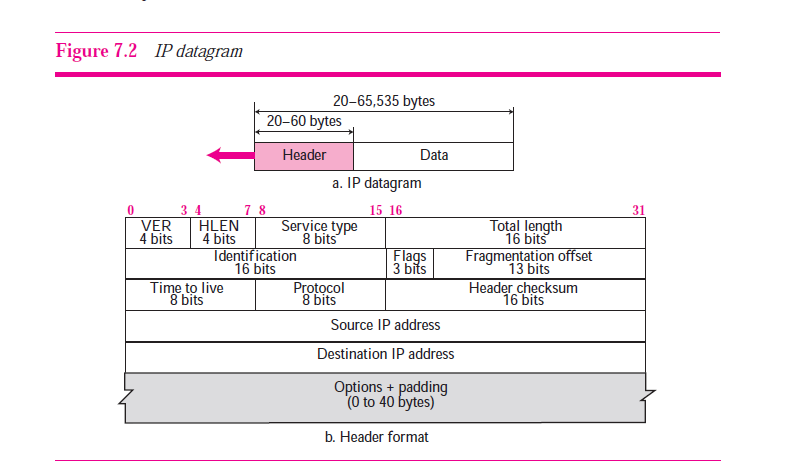 Figure 7.2 IP datagram
20–65,535 bytes
20–60 bytes
Header Data
a. IP datagram
0 3 4 7 8 15 16 31
VER HLEN Service type Total length
4 bits 4 bits 8 bits 16 bits
Identification Flags Fragmentation offset
16 bits 3 bits 13 bits
Time to live Protocol Header checksum
8 bits 8 bits 16 bits
Source IP address
Destination IP address
Options + padding
(0 to 40 bytes)
b. Header format